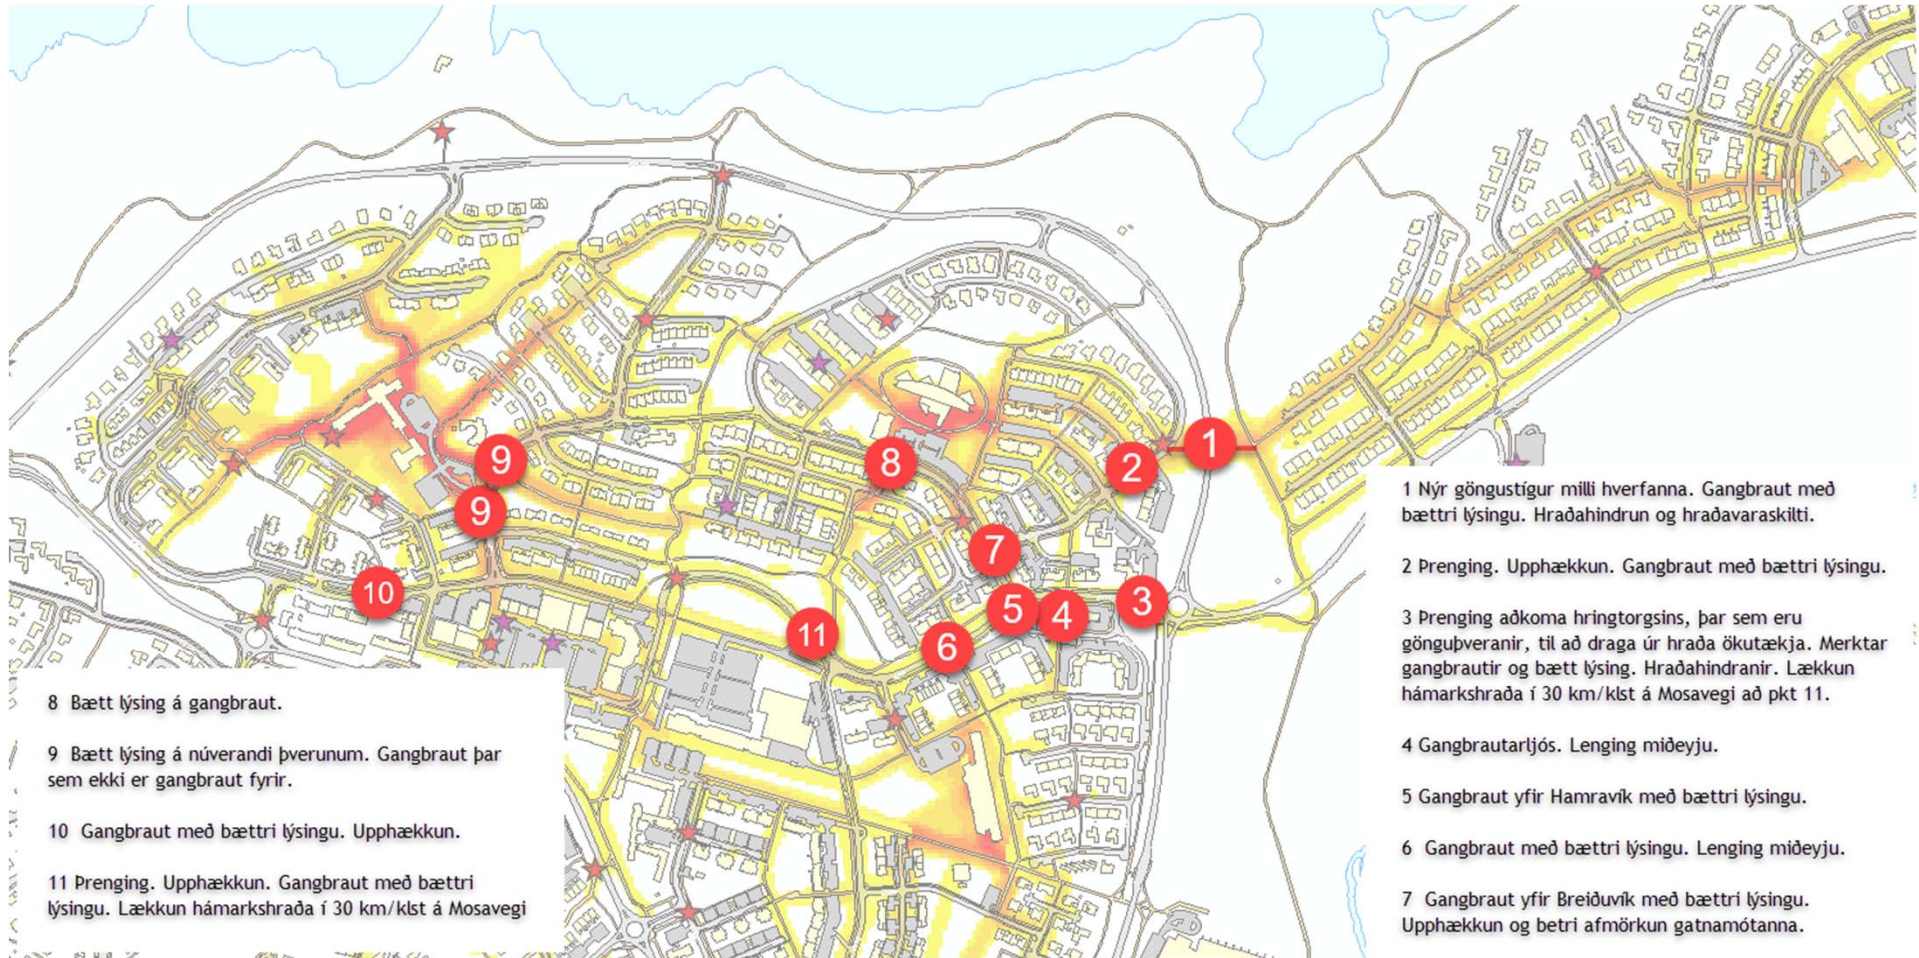 9
9
8
1
2
7
10
11
5
4
3
6
1 Nýr göngustígur milli hverfanna. Gangbraut með
bættri lýsingu. Hraðahindrun og hraðavaraskilti.
2 Þrenging. Upphækkun. Gangbraut með bættri lýsingu.
3 Þrenging aðkoma hringtorgsins, þar sem eru
gönguþveranir, til að draga úr hraða ökutækja. Merktar
gangbrautir og bætt lýsing. Hraðahindranir. Lækkun
hámarkshraða í 30 km/klst á Mosavegi að pkt 11.
4 Gangbrautarljós. Lenging miðeyju.
5 Gangbraut yfir Hamravík með bættri lýsingu.
6 Gangbraut með bættri lýsingu. Lenging miðeyju.
7 Gangbraut yfir Breiðuvík með bættri lýsingu.
Upphækkun og betri afmörkun gatnamótanna.
8 Bætt lýsing á gangbraut.
9 Bætt lýsing á núverandi þverunum. Gangbraut þar
sem ekki er gangbraut fyrir.
10 Gangbraut með bættri lýsingu. Upphækkun.
11 Þrenging. Upphækkun. Gangbraut með bættri
lýsingu. Lækkun hámarkshraða í 30 km/klst á Mosavegi